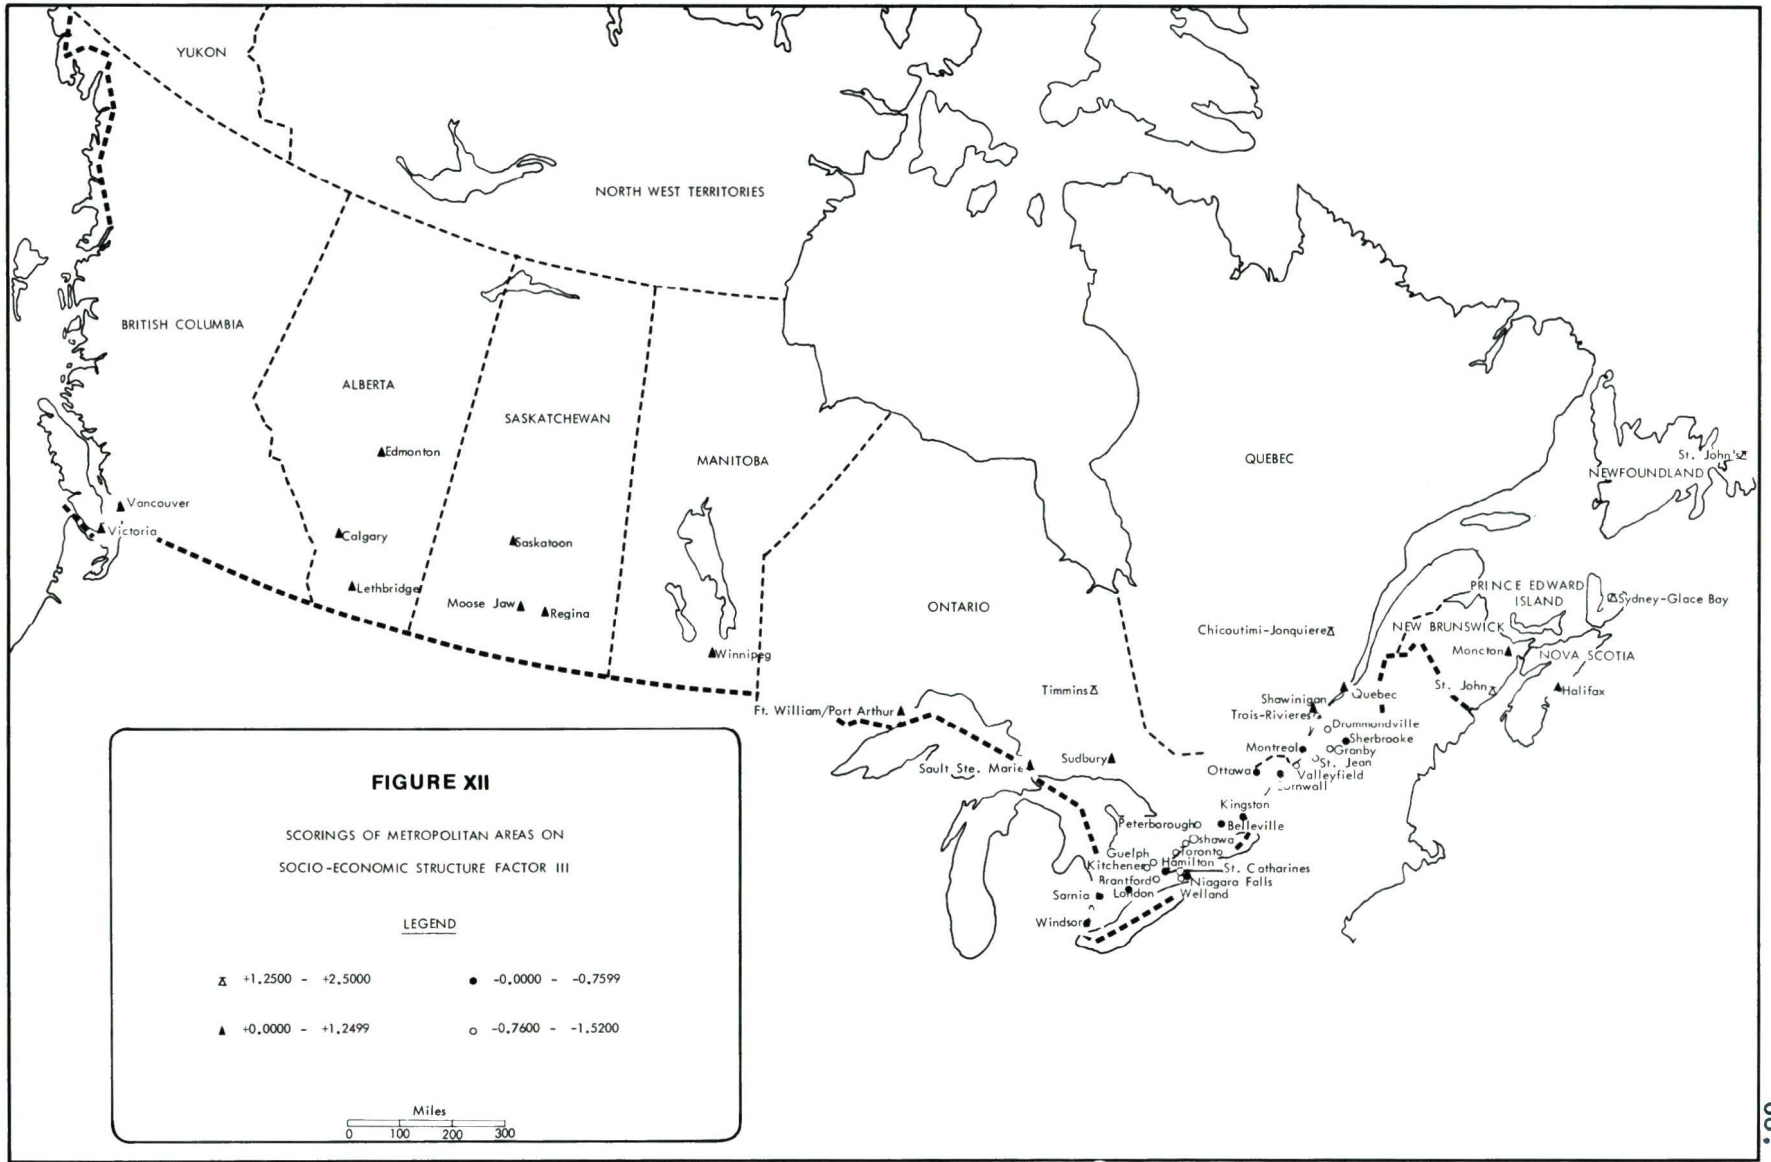 YUKON
NORTH WEST TERRITORIES
BRITISH COLUMBIA
ALBERTA
SASKATCHEWAN
MANITOBA
QUEBEC
ONTARIO
NEWFOUNDLAND
St. John's
PRINCE EDWARD
ISLAND
NEW BRUNSWICK
NOVA SCOTIA
Edmonton
Vancouver
Victoria
Calgary
Saskatoon
Lethbridge
Moose Jaw
Regina
Winnipeg
Sydney-Glace Bay
Chicoutimi-Jonquiere
Moncton
Timmins
St. John
Halifax
Quebec
Shawinigan
Ft. William/Port Arthur
Trois-Rivieres
Drummondville
Sherbrooke
Montreal
Granby
Sudbury
St. Jean
Sault Ste. Marie
Ottawa
Valleyfield
Cornwall
Kingston
Peterborough
Belleville
Oshawa
Guelph
Toronto
Kitchener
Hamilton
St. Catharines
Brantford
Niagara Falls
Sarnia
London
Welland
Windsor
FIGURE XII
SCORINGS OF METROPOLITAN AREAS ON
SOCIO-ECONOMIC STRUCTURE FACTOR III
LEGEND
+1.2500 - +2.5000
-0.0000 - -0.7599
+0.0000 - +1.2499
-0.7600 - -1.5200
Miles
0 100 200 300